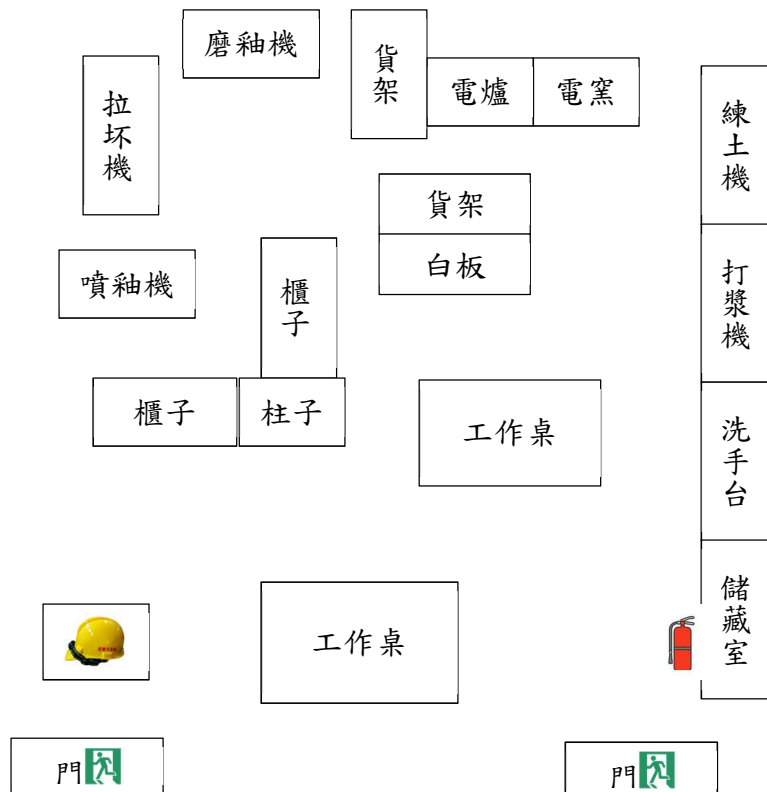 磨釉機
貨架
拉坏機
電爐
電窯
練土機
貨架
白板
噴釉機
櫃子
打漿機
櫃子
柱子
工作桌
洗手台
工作桌
儲藏室
門
門